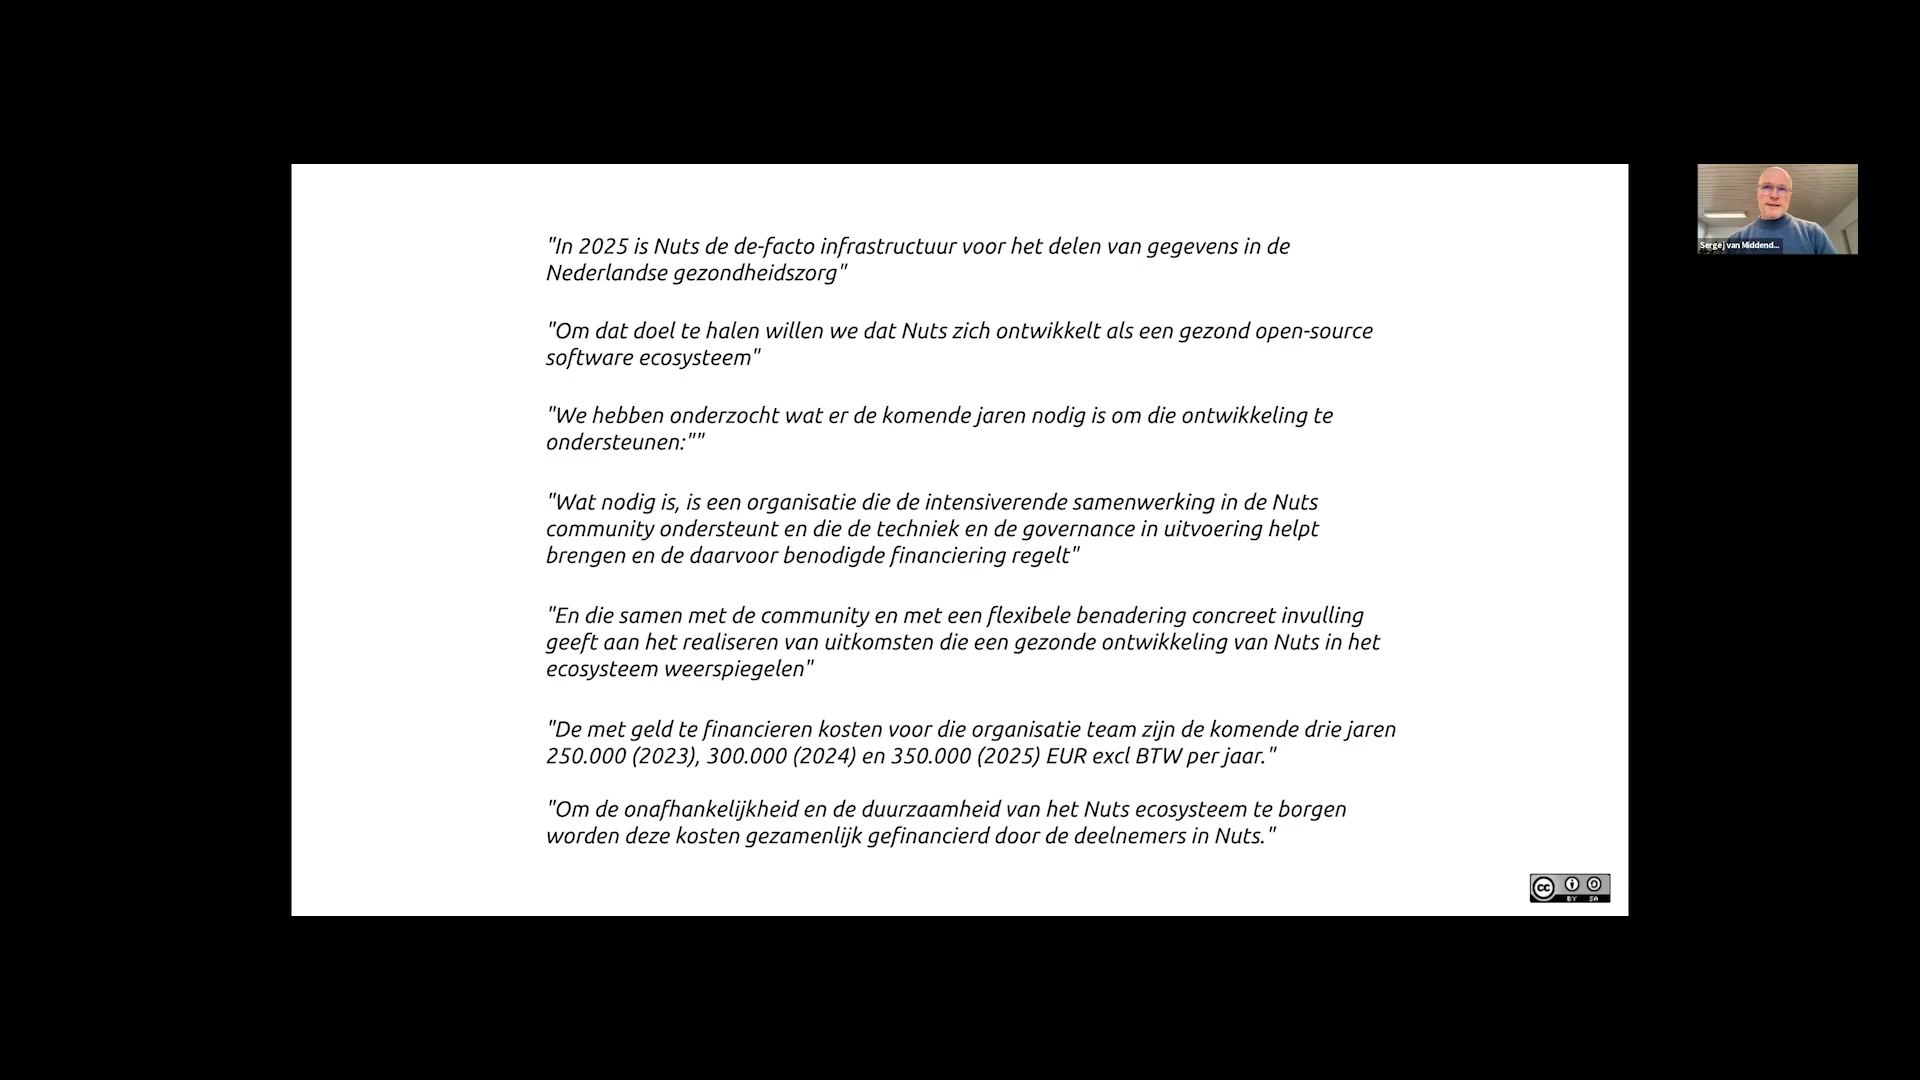 "In 2025 is Nuts de de-facto infrastructuur voor het delen van gegevens in de
Nederlandse gezondheidszorg"
"Om dat doel te halen willen we dat Nuts zich ontwikkelt als een gezond open-source
software ecosysteem"
"We hebben onderzocht wat er de komende jaren nodig is om die ontwikkeling te
ondersteunen:""
"Wat nodig is, is een organisatie die de intensiverende samenwerking in de Nuts
community ondersteunt en die de techniek en de governance in uitvoering helpt
brengen en de daarvoor benodigde financiering regelt"
"En die samen met de community en met een flexibele benadering concreet invulling
geeft aan het realiseren van uitkomsten die een gezonde ontwikkeling van Nuts in het
ecosysteem weerspiegelen"
"De met geld te financieren kosten voor die organisatie team zijn de komende drie jaren
250.000 (2023), 300.000 (2024) en 350.000 (2025) EUR excl BTW per jaar."
"Om de onafhankelijkheid en de duurzaamheid van het Nuts ecosysteem te borgen
worden deze kosten gezamenlijk gefinancierd door de deelnemers in Nuts."
cc
BY SA
Sergej van Middend...